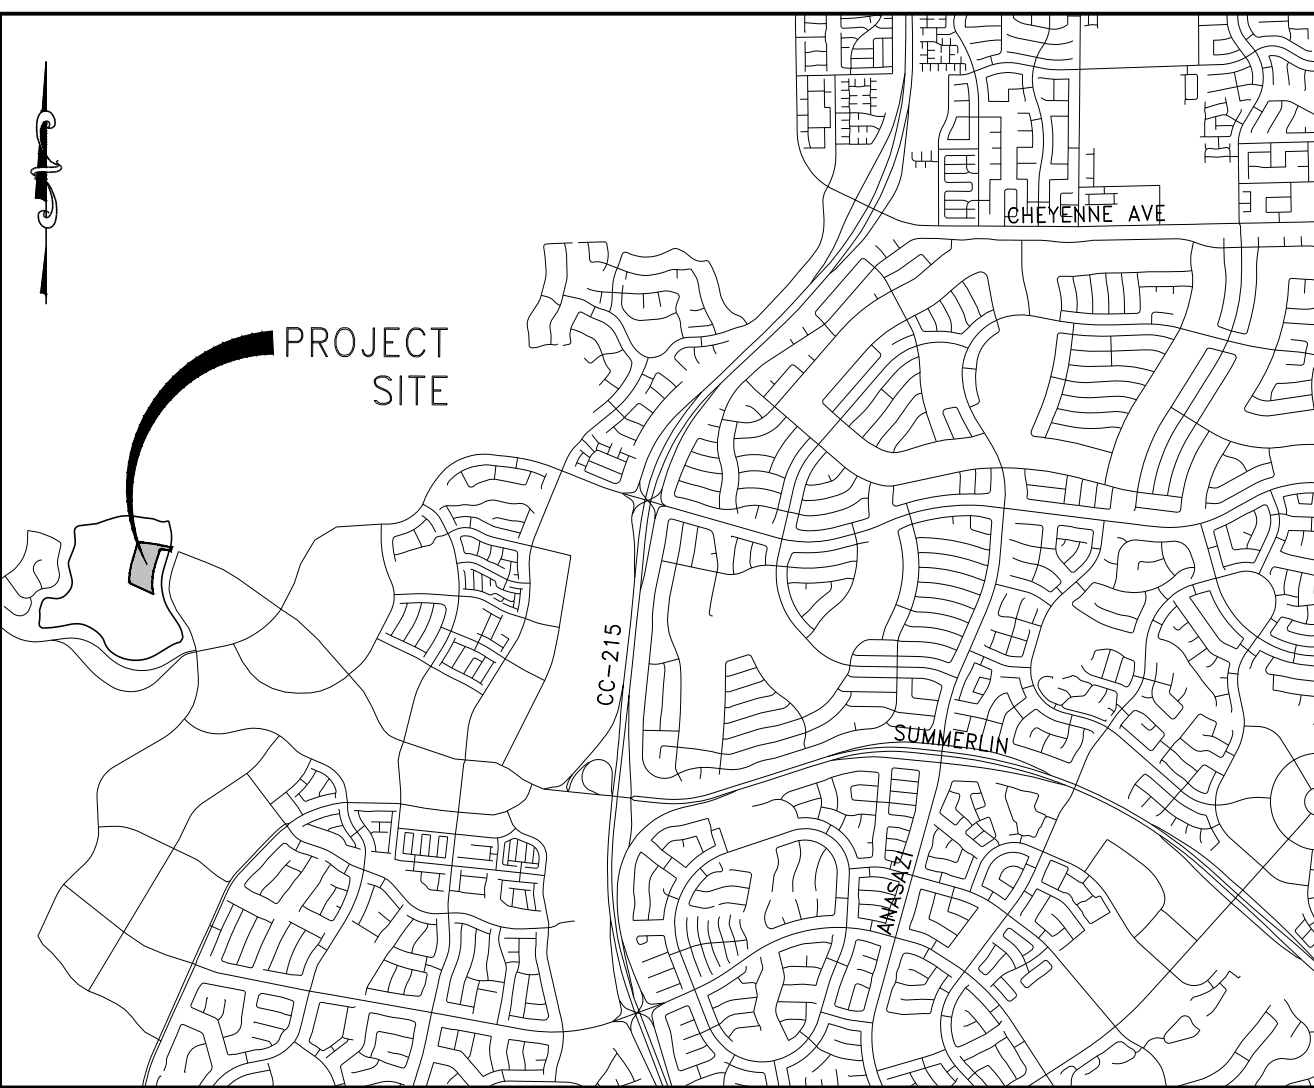 CHEYENNE AVE
PROJECT
SITE
CC-215
SUMMERLIN
ANASAZI